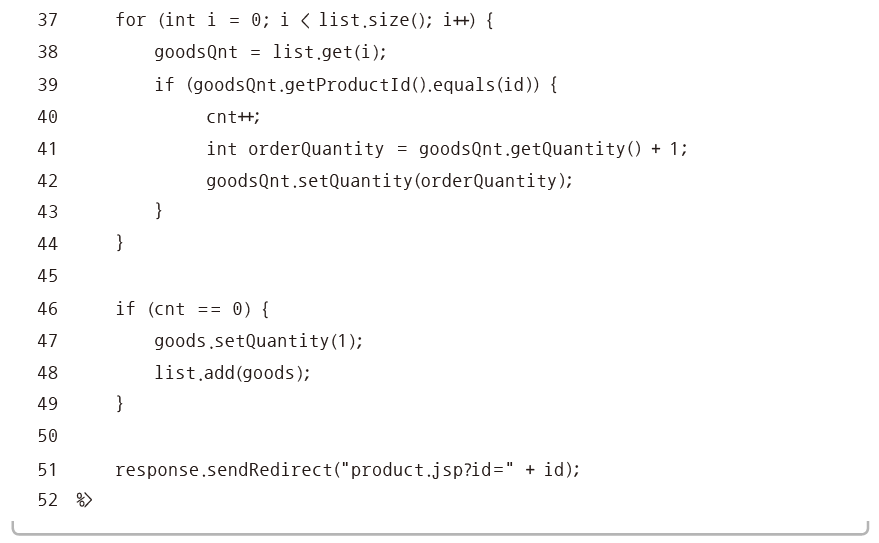 37 for (int i = 0; i < list.size(); i++) {
38 goodsQnt = list.get(i);
39 if (goodsQnt.getProductId().equals(id)) {
40 cnt++;
41 int orderQuantity = goodsQnt.getQuantity() + 1;
42 goodsQnt.setQuantity(orderQuantity);
43 }
44 }
45
46 if (cnt == 0) {
47 goods.setQuantity(1);
48 list.add(goods);
49 }
50
51 response.sendRedirect("product.jsp?id=" + id);
52 %>